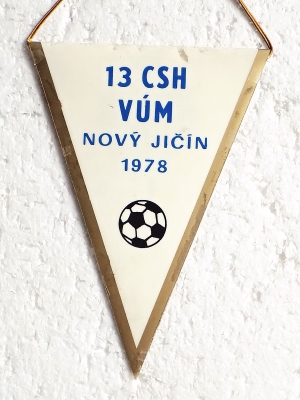 13 CSH
VÚM
NOVÝ JIČÍN
1978